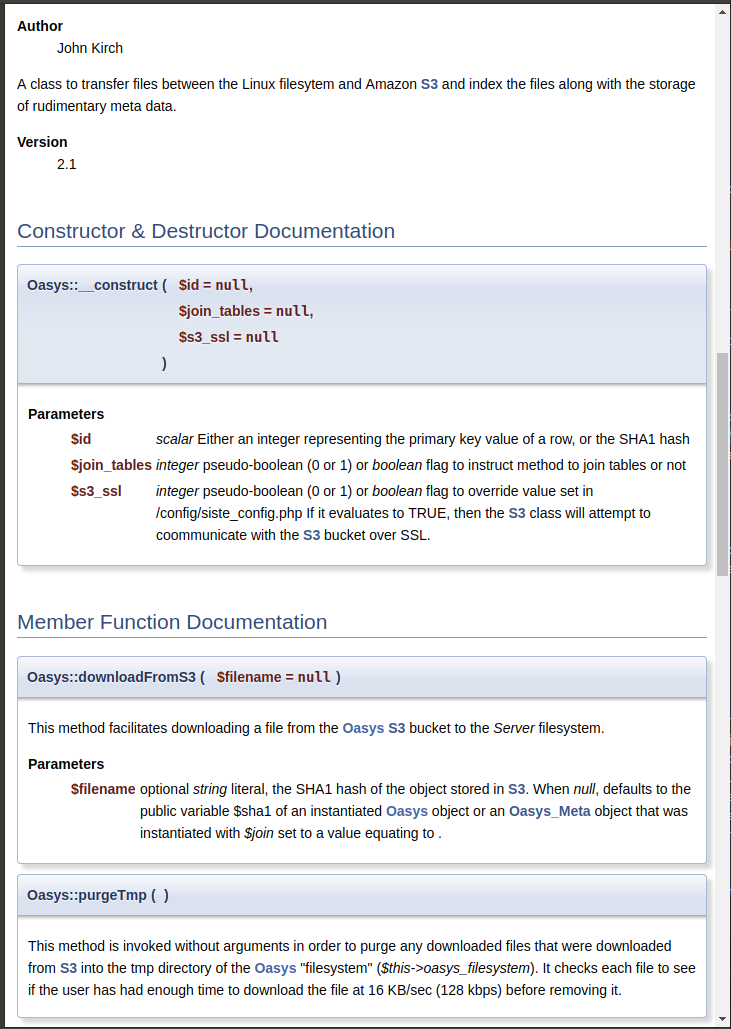 Author
John Kirch
A class to transfer files between the Linux filesytem and Amazon S3 and index the files along with the storage
of rudimentary meta data.
Version
2.1
Constructor & Destructor Documentation
Oasys::__construct ( $id = null,
$join_tables = null,
$s3_ssl = null
)
Parameters
$id scalar Either an integer representing the primary key value of a row, or the SHA1 hash
$join_tables integer pseudo-boolean (0 or 1) or boolean flag to instruct method to join tables or not
$s3_ssl integer pseudo-boolean (0 or 1) or boolean flag to override value set in
/config/siste_config.php If it evaluates to TRUE, then the S3 class will attempt to
coommunicate with the S3 bucket over SSL.
Member Function Documentation
Oasys::downloadFromS3 ( $filename = null )
This method facilitates downloading a file from the Oasys S3 bucket to the Server filesystem.
Parameters
$filename optional string literal, the SHA1 hash of the object stored in S3. When null, defaults to the
public variable $sha1 of an instantiated Oasys object or an Oasys_Meta object that was
instantiated with $join set to a value equating to .
Oasys::purgeTmp ( )
This method is invoked without arguments in order to purge any downloaded files that were downloaded
from S3 into the tmp directory of the Oasys "filesystem" ($this->oasys_filesystem). It checks each file to see
if the user has had enough time to download the file at 16 KB/sec (128 kbps) before removing it.